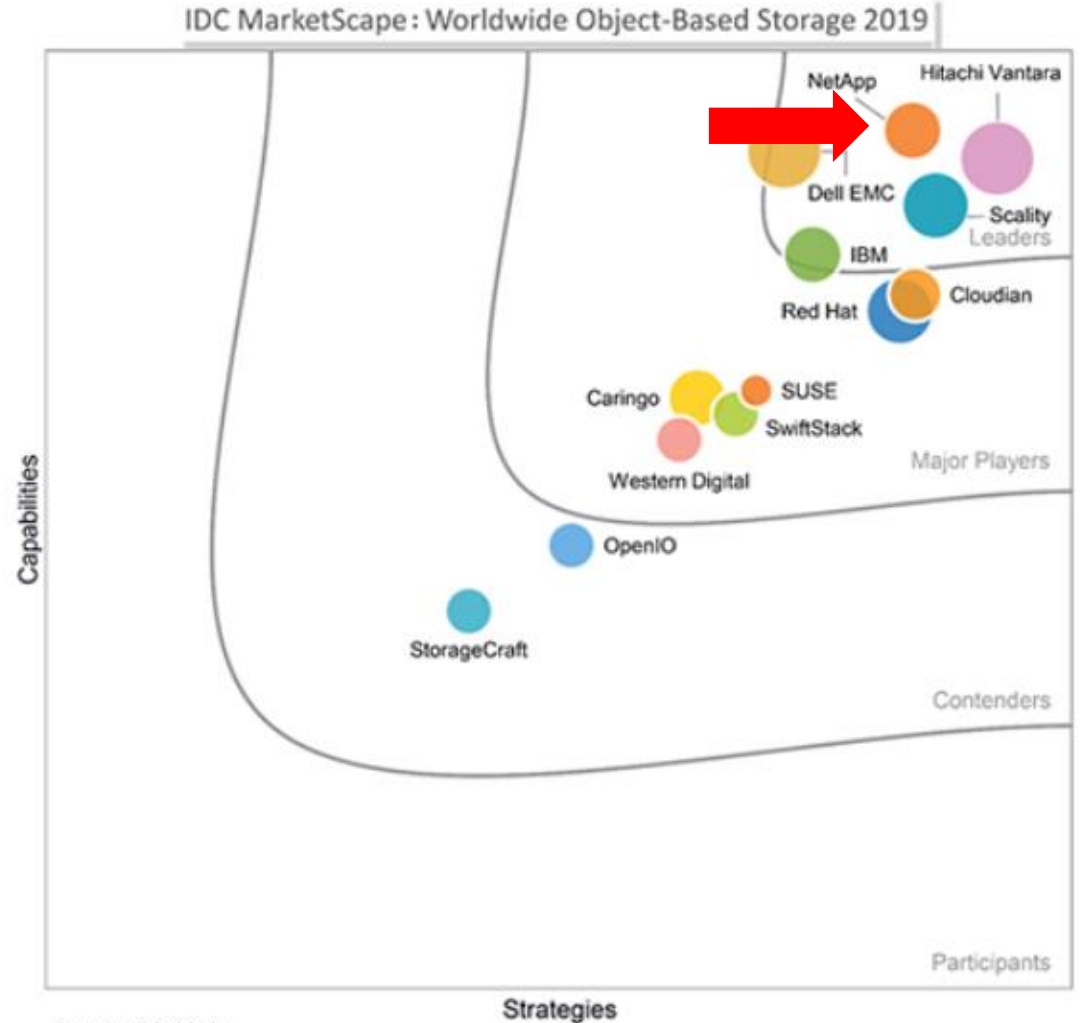 IDC MarketScape: Worldwide Object-Based Storage 2019
NetApp
Hitachi Vantara
Dell EMC
Scality
Leaders
IBM
Cloudian
Red Hat
SUSE
Caringo
SwiftStack
Major Players
Western Digital
OpenIO
StorageCraft
Contenders
Participants
Capabilities
Strategies